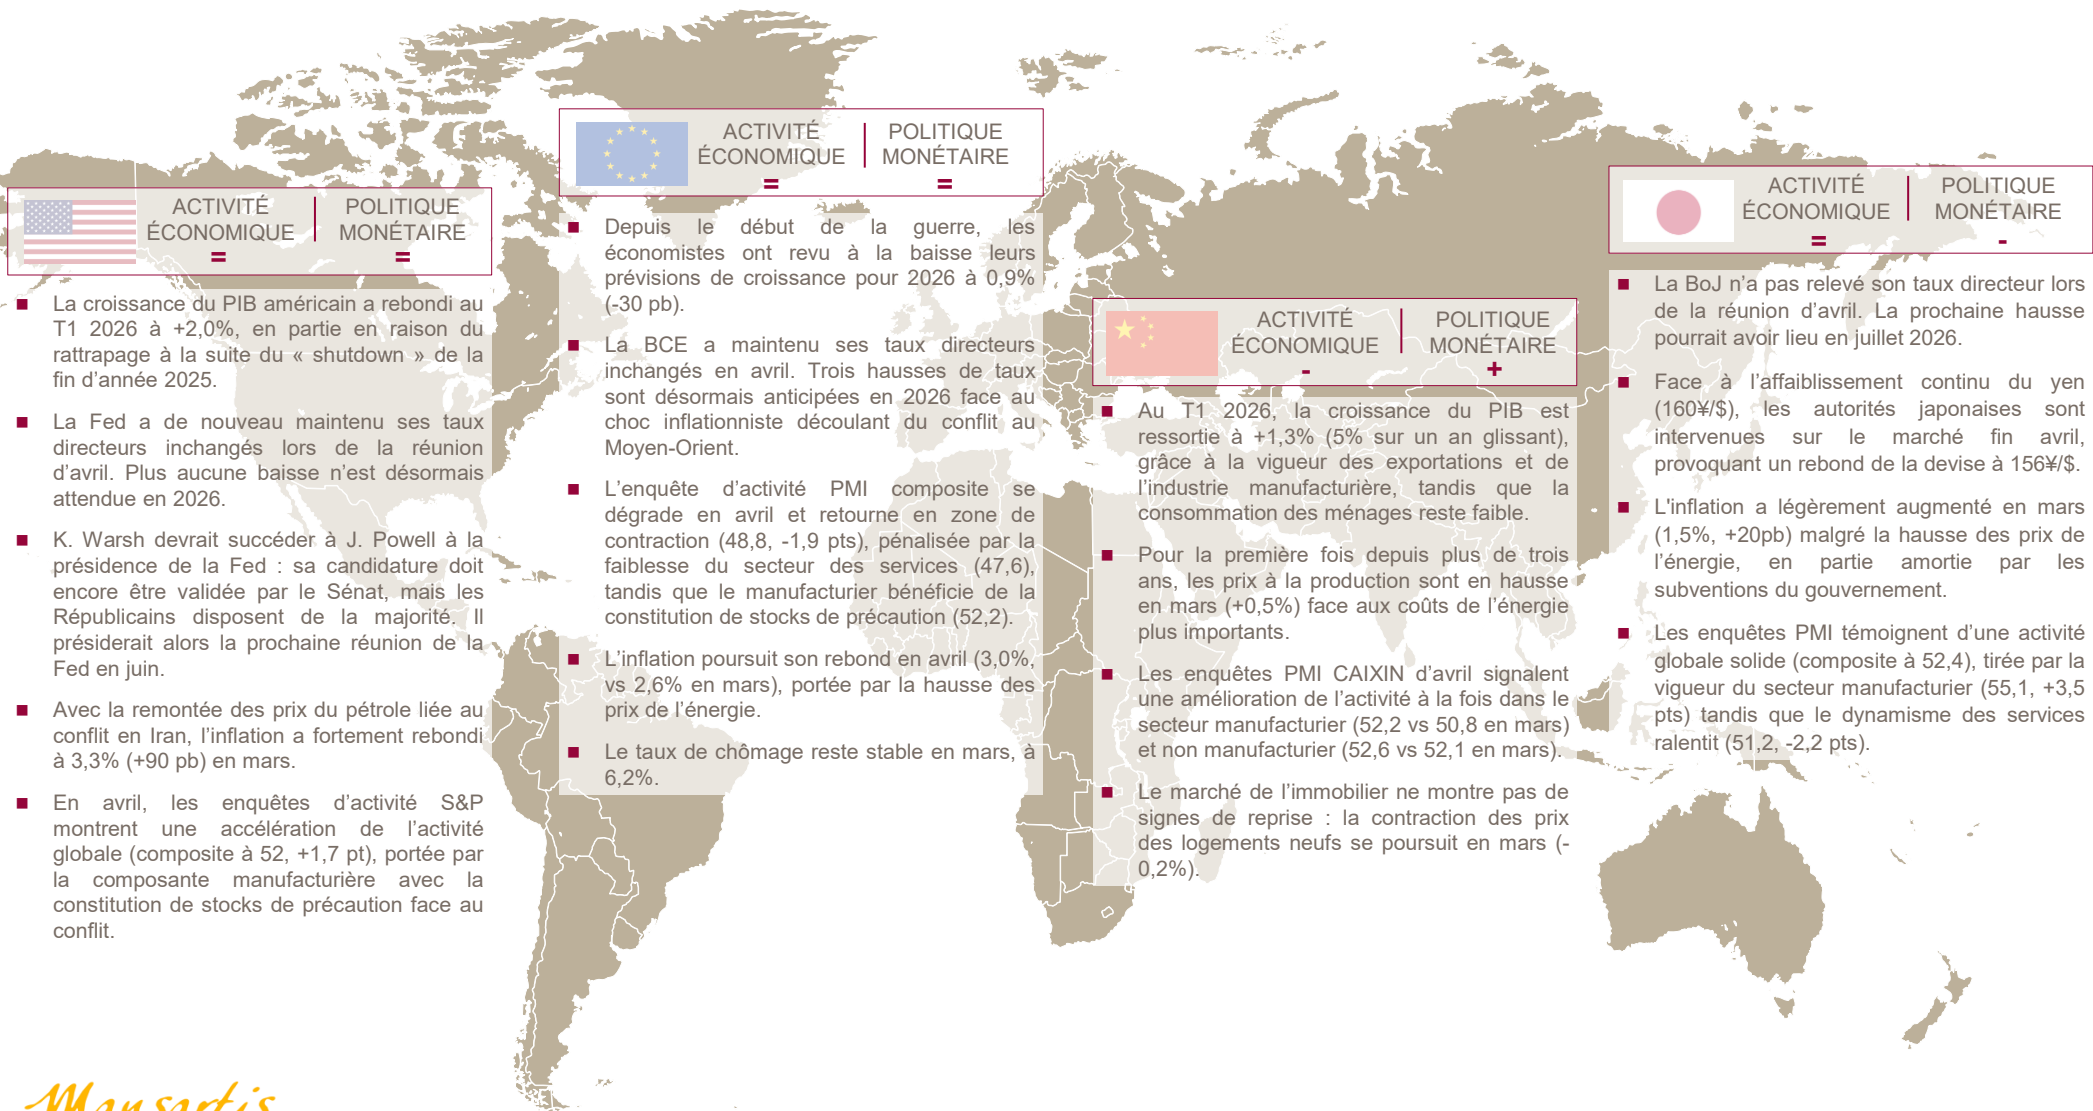 ACTIVITÉ
ÉCONOMIQUE
=
POLITIQUE
MONÉTAIRE
=
La croissance du PIB américain a rebondi au
T1 2026 à +2,0%, en partie en raison du
rattrapage à la suite du « shutdown » de la
fin d’année 2025.
La Fed a de nouveau maintenu ses taux
directeurs inchangés lors de la réunion
d’avril. Plus aucune baisse n’est désormais
attendue en 2026.
K. Warsh devrait succéder à J. Powell à la
présidence de la Fed : sa candidature doit
encore être validée par le Sénat, mais les
Républicains disposent de la majorité. Il
présiderait alors la prochaine réunion de la
Fed en juin.
Avec la remontée des prix du pétrole liée au
conflit en Iran, l’inflation a fortement rebondi
à 3,3% (+90 pb) en mars.
En avril, les enquêtes d’activité S&P
montrent une accélération de l’activité
globale (composite à 52, +1,7 pt), portée par
la composante manufacturière avec la
constitution de stocks de précaution face au
conflit.
ACTIVITÉ
ÉCONOMIQUE
=
POLITIQUE
MONÉTAIRE
=
Depuis le début de la guerre, les
économistes ont revu à la baisse leurs
prévisions de croissance pour 2026 à 0,9%
(-30 pb).
La BCE a maintenu ses taux directeurs
inchangés en avril. Trois hausses de taux
sont désormais anticipées en 2026 face au
choc inflationniste découlant du conflit au
Moyen-Orient.
L’enquête d’activité PMI composite se
dégrade en avril et retourne en zone de
contraction (48,8, -1,9 pts), pénalisée par la
faiblesse du secteur des services (47,6),
tandis que le manufacturier bénéficie de la
constitution de stocks de précaution (52,2).
L’inflation poursuit son rebond en avril (3,0%,
vs 2,6% en mars), portée par la hausse des
prix de l’énergie.
Le taux de chômage reste stable en mars, à
6,2%.
ACTIVITÉ
ÉCONOMIQUE
-
POLITIQUE
MONÉTAIRE
+
Au T1 2026, la croissance du PIB est
ressortie à +1,3% (5% sur un an glissant),
grâce à la vigueur des exportations et de
l’industrie manufacturière, tandis que la
consommation des ménages reste faible.
Pour la première fois depuis plus de trois
ans, les prix à la production sont en hausse
en mars (+0,5%) face aux coûts de l’énergie
plus importants.
Les enquêtes PMI CAIXIN d’avril signalent
une amélioration de l’activité à la fois dans le
secteur manufacturier (52,2 vs 50,8 en mars)
et non manufacturier (52,6 vs 52,1 en mars).
Le marché de l’immobilier ne montre pas de
signes de reprise : la contraction des prix
des logements neufs se poursuit en mars (-
0,2%).
ACTIVITÉ
ÉCONOMIQUE
=
POLITIQUE
MONÉTAIRE
-
La BoJ n’a pas relevé son taux directeur lors
de la réunion d’avril. La prochaine hausse
pourrait avoir lieu en juillet 2026.
Face à l’affaiblissement continu du yen
(160¥/$), les autorités japonaises sont
intervenues sur le marché fin avril,
provoquant un rebond de la devise à 156¥/$.
L'inflation a légèrement augmenté en mars
(1,5%, +20pb) malgré la hausse des prix de
l’énergie, en partie amortie par les
subventions du gouvernement.
Les enquêtes PMI témoignent d’une activité
globale solide (composite à 52,4), tirée par la
vigueur du secteur manufacturier (55,1, +3,5
pts) tandis que le dynamisme des services
ralentit (51,2, -2,2 pts).
Mansartis